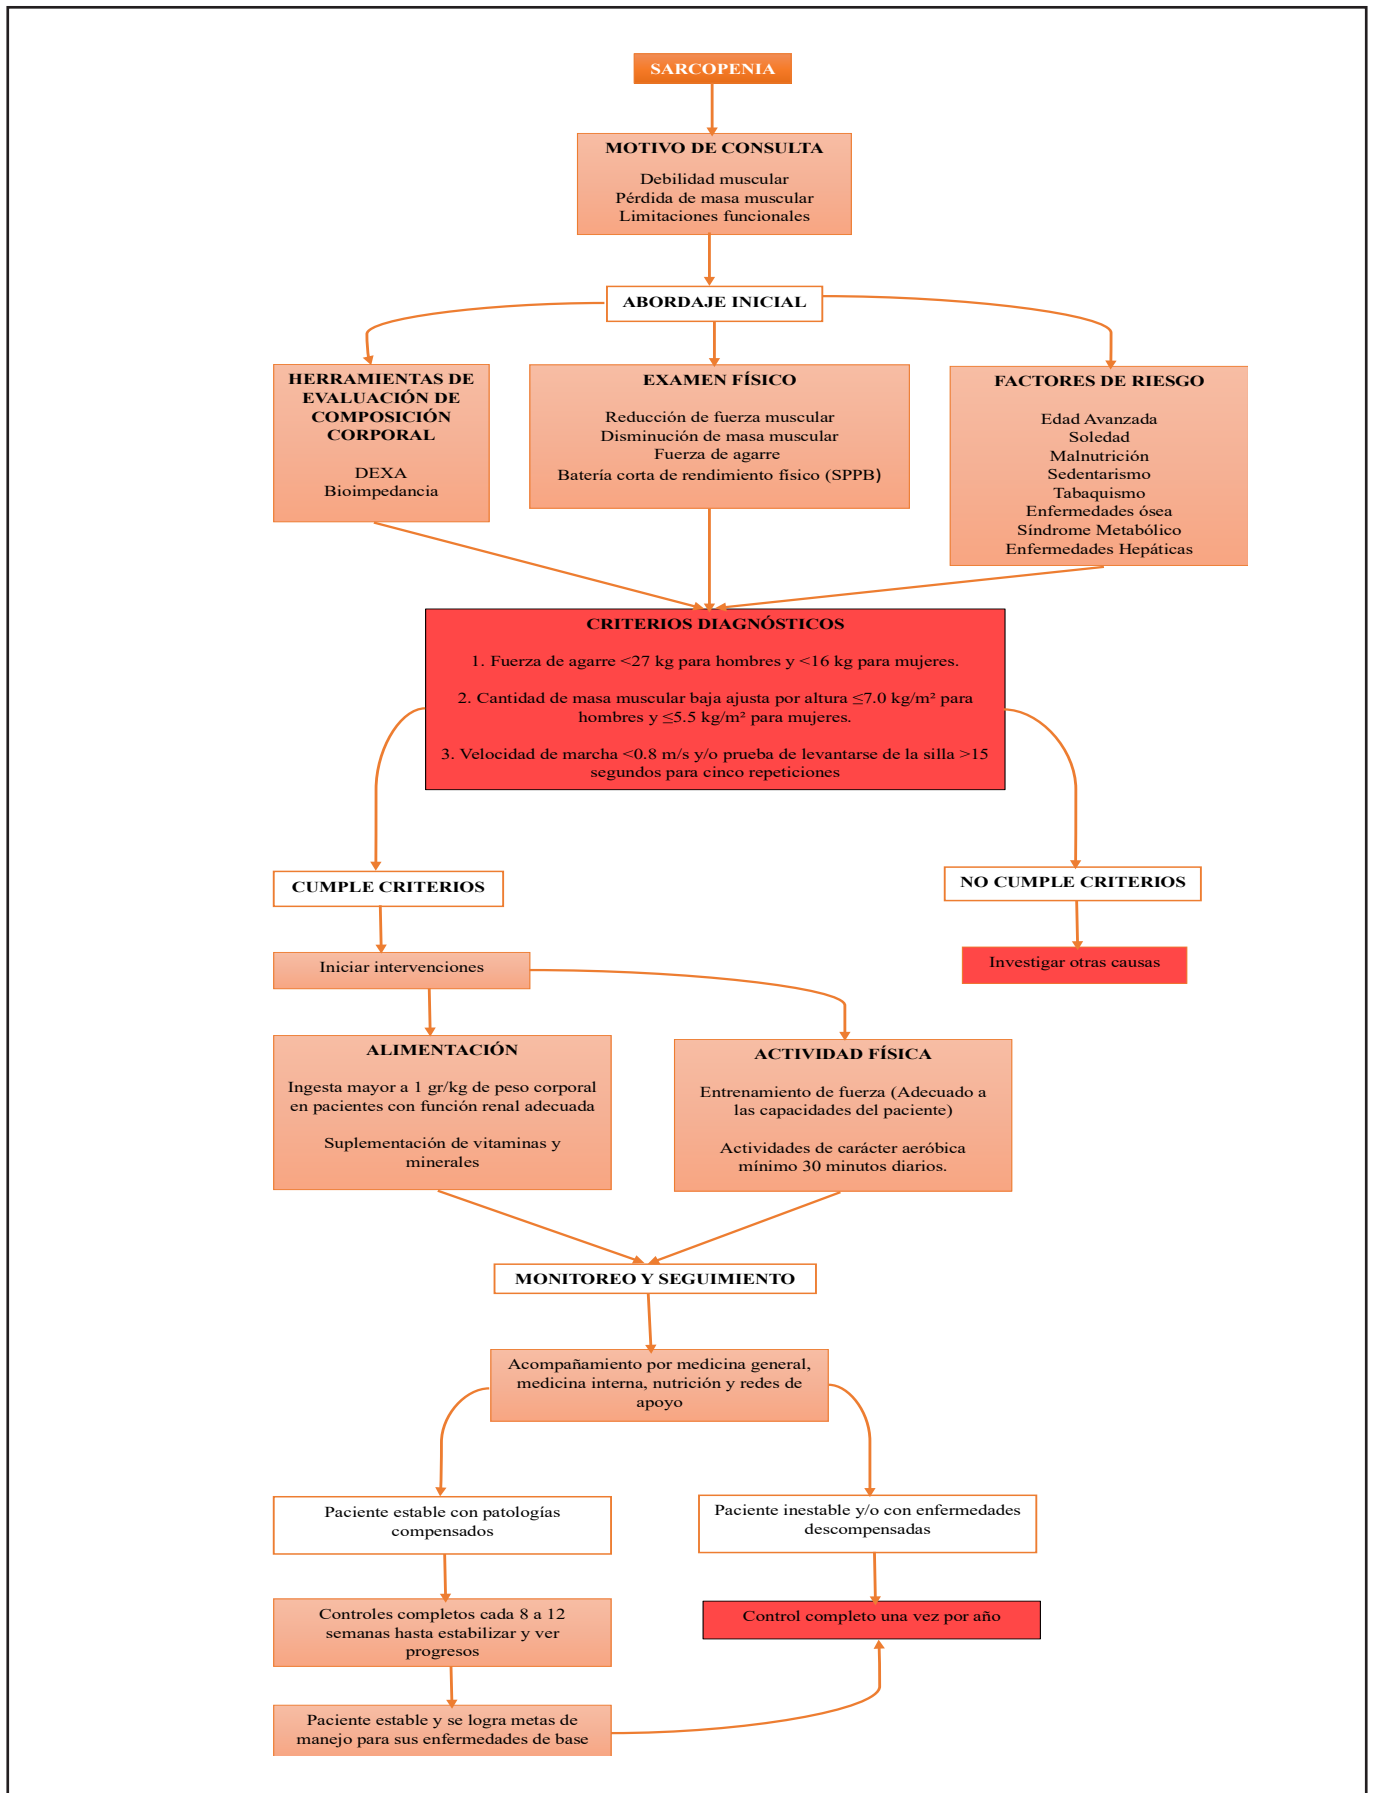 SARCOPENIA
MOTIVO DE CONSULTA
Debilidad muscular
Pérdida de masa muscular
Limitaciones funcionales
ABORDAJE INICIAL
HERRAMIENTAS DE
EVALUACIÓN DE
COMPOSICIÓN
CORPORAL
DEXA
Bioimpedancia
EXAMEN FÍSICO
Reducción de fuerza muscular
Disminución de masa muscular
Fuerza de agarre
Batería corta de rendimiento físico (SPPB)
FACTORES DE RIESGO
Edad Avanzada
Soledad
Malnutrición
Sedentarismo
Tabaquismo
Enfermedades ósea
Síndrome Metabólico
Enfermedades Hepáticas
CRITERIOS DIAGNÓSTICOS
1. Fuerza de agarre <27 kg para hombres y <16 kg para mujeres.
2. Cantidad de masa muscular baja ajusta por altura ≤7.0 kg/m² para
hombres y ≤5.5 kg/m² para mujeres.
3. Velocidad de marcha <0.8 m/s y/o prueba de levantarse de la silla >15
segundos para cinco repeticiones
CUMPLE CRITERIOS
NO CUMPLE CRITERIOS
Iniciar intervenciones
Investigar otras causas
ALIMENTACIÓN
Ingesta mayor a 1 gr/kg de peso corporal
en pacientes con función renal adecuada
Suplementación de vitaminas y
minerales
ACTIVIDAD FÍSICA
Entrenamiento de fuerza (Adecuado a
las capacidades del paciente)
Actividades de carácter aeróbica
mínimo 30 minutos diarios.
MONITOREO Y SEGUIMIENTO
Acompañamiento por medicina general,
medicina interna, nutrición y redes de
apoyo
Paciente estable con patologías
compensados
Paciente inestable y/o con enfermedades
descompensadas
Controles completos cada 8 a 12
semanas hasta estabilizar y ver
progresos
Control completo una vez por año
Paciente estable y se logra metas de
manejo para sus enfermedades de base